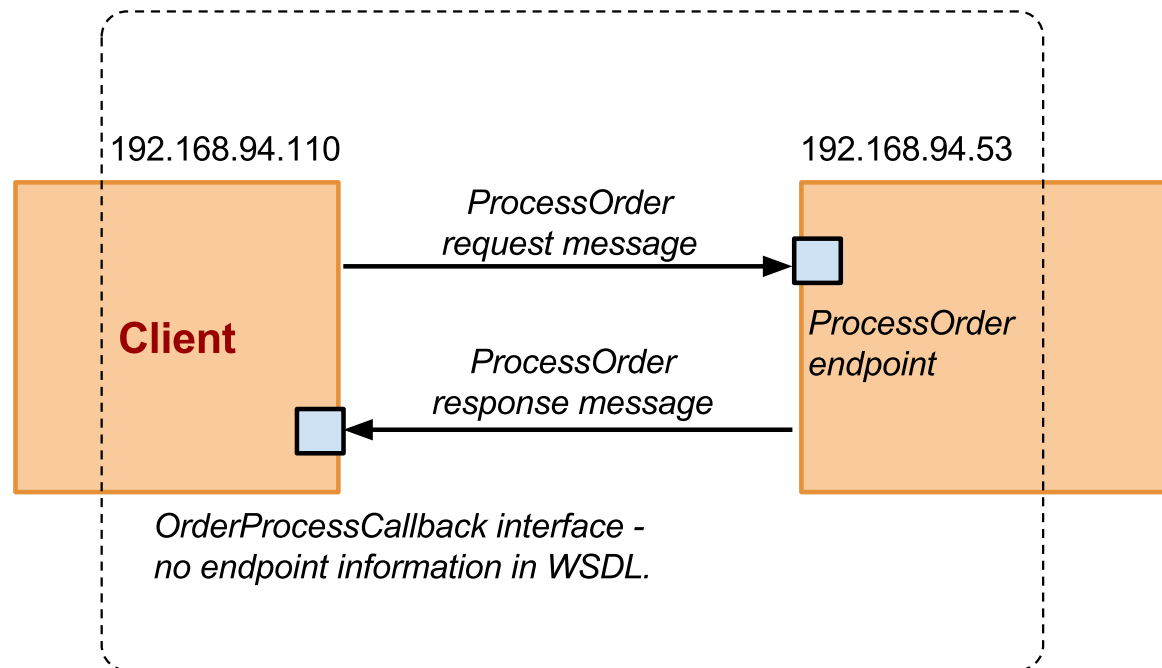 192.168.94.110
192.168.94.53
ProcessOrder
request message
Client
ProcessOrder
endpoint
ProcessOrder
response message
OrderProcessCallback interface -
no endpoint information in WSDL.